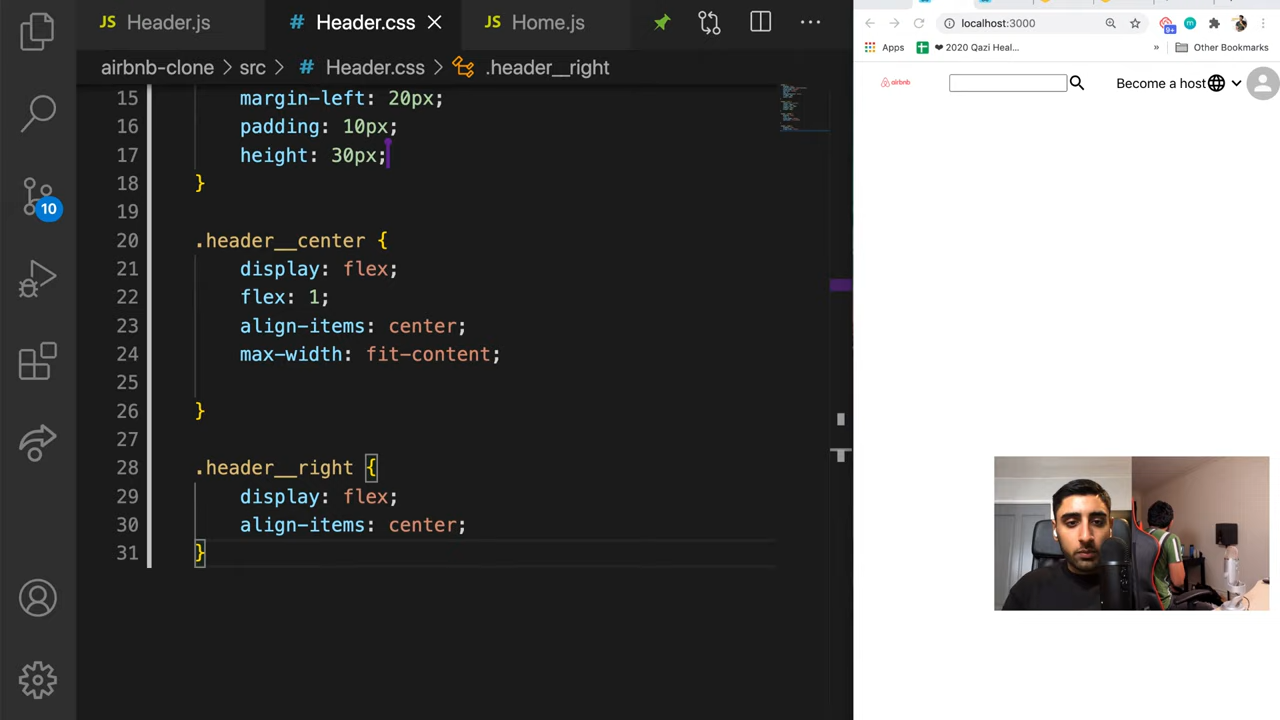 JS Header.js
# Header.css
JS Home.js
airbnb-clone > src > # Header.css > .header__right
15 margin-left: 20px;
16 padding: 10px;
17 height: 30px;
18 }
19
20 .header__center {
21 display: flex;
22 flex: 1;
23 align-items: center;
24 max-width: fit-content;
25
26 }
27
28 .header__right {
29 display: flex;
30 align-items: center;
31 }
10
localhost:3000
9+
m
Apps
2020 Qazi Heal...
»
Other Bookmarks
airbnb
Become a host